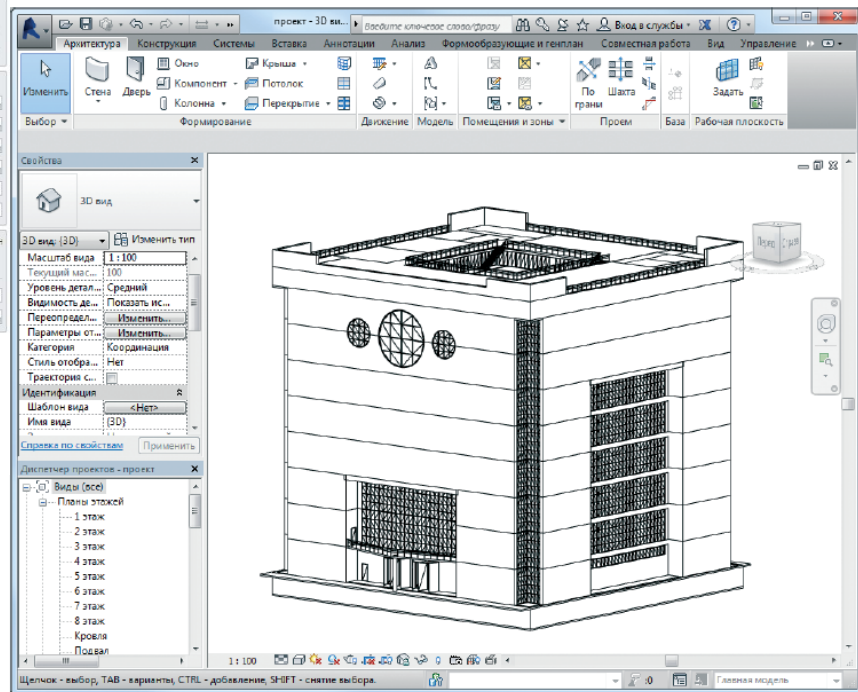 проект - 3D ви...
Введите ключевое слово/фразу
Вход в службы
Архитектура Конструкция Системы Вставка Аннотации Анализ Формообразующие и генплан Совместная работа Вид Управление
Изменить
Стена
Дверь
Окно
Компонент
Колонна
Крыша
Потолок
Перекрытие
По грани
Шахта
Задать
Выбор Формирование Движение Модель Помещения и зоны Проем База Рабочая плоскость
Свойства
3D вид
3D вид: {3D} Изменить тип
Масштаб вида 1 : 100
Текущий мас... 100
Уровень детал... Средний
Видимость де... Показать ис...
Переопредел... Изменить...
Параметры от... Изменить...
Категория Координация
Стиль отобра... Нет
Траектория с...
Идентификация
Шаблон вида <Нет>
Имя вида {3D}
Справка по свойствам Применить
Диспетчер проектов - проект
Виды (все)
Планы этажей
1 этаж
2 этаж
3 этаж
4 этаж
5 этаж
6 этаж
7 этаж
8 этаж
Кровля
Подвал
Перед Справа
1 : 100
Щелчок - выбор, TAB - варианты, CTRL - добавление, SHIFT - снятие выбора.
:0
Главная модель